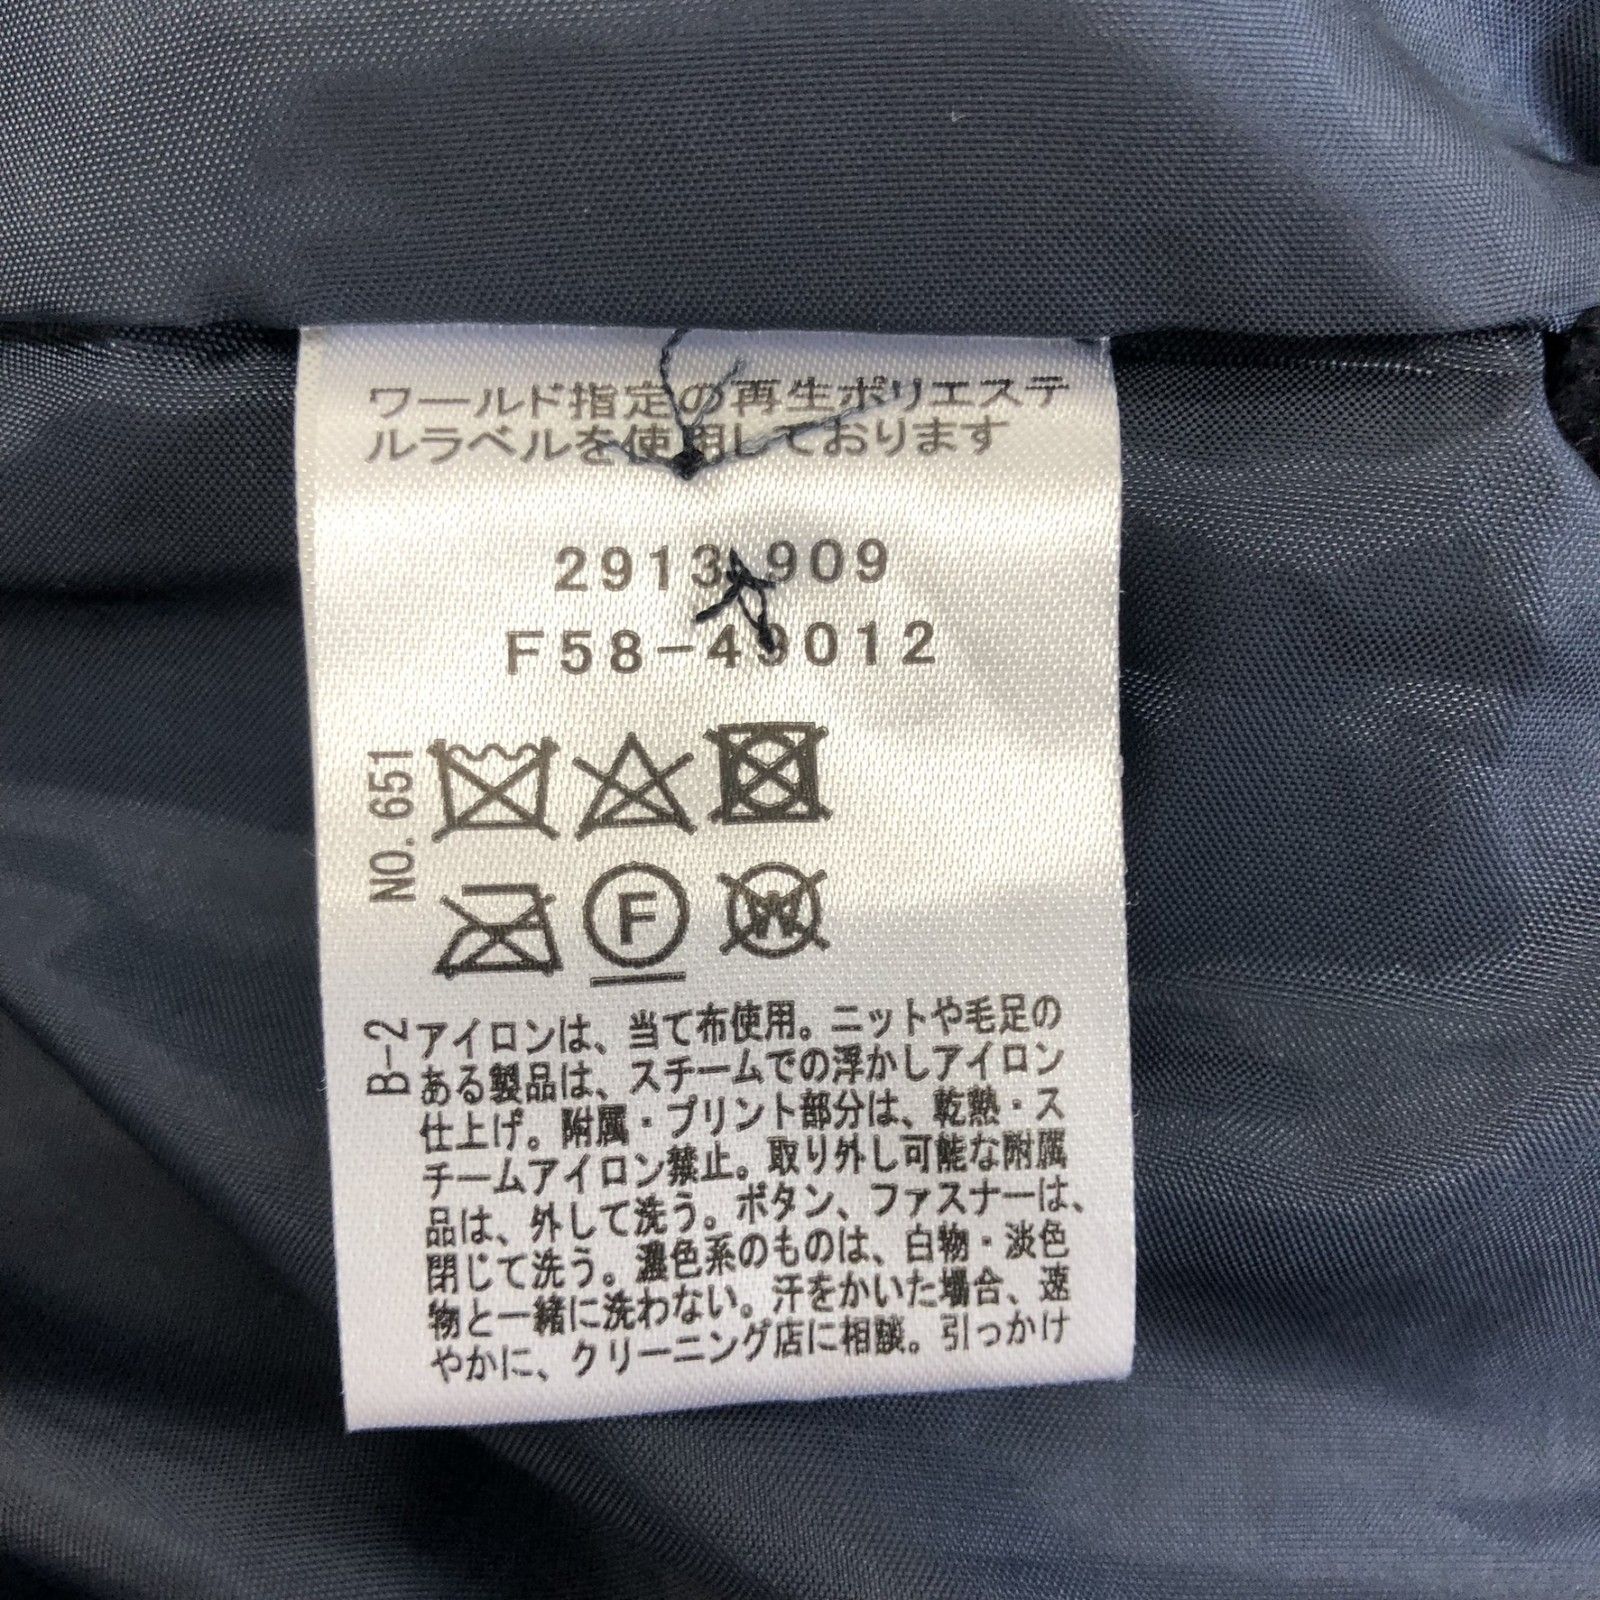 ワールド指定の再生ポリエステ
ルラベルを使用しております
2913 909
F58-49012
NO.651
F
W
B-2
アイロンは、当て布使用。ニットや毛足の
ある製品は、スチームでの浮かしアイロン
仕上げ。附属・プリント部分は、乾熱・ス
チームアイロン禁止。取り外し可能な附属
品は、外して洗う。ボタン、ファスナーは、
閉じて洗う。濃色系のものは、白物・淡色
物と一緒に洗わない。汗をかいた場合、速
やかに、クリーニング店に相談。引っかけ